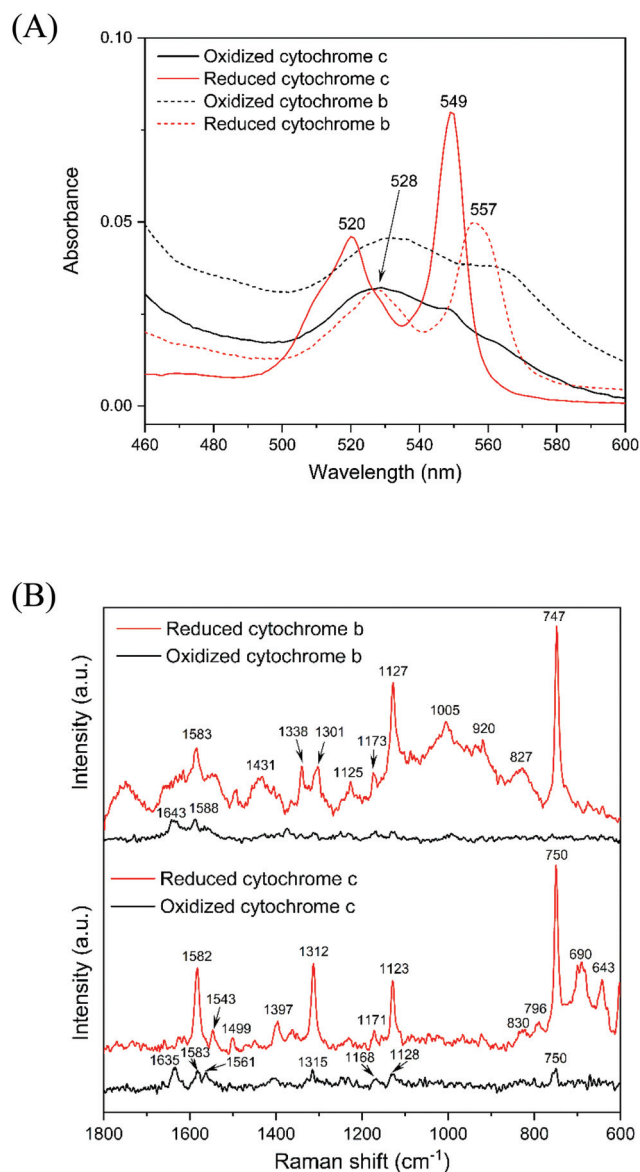 (A)
0.10
Oxidized cytochrome c
Reduced cytochrome c
Oxidized cytochrome b
Reduced cytochrome b
549
528
557
520
0.05
0.00
Absorbance
460 480 500 520 540 560 580 600
Wavelength (nm)
(B)
Reduced cytochrome b
Oxidized cytochrome b
747
1127
1005
1583
1338 1301
1173
920
1431
1125
827
1643 1588
Intensity (a.u.)
Reduced cytochrome c
Oxidized cytochrome c
750
1582
1312
1543
1397
1123
690
643
1499
1171
830
796
1635
1583
1561
1315
1168
1128
750
Intensity (a.u.)
1800 1600 1400 1200 1000 800 600
Raman shift (cm-1)